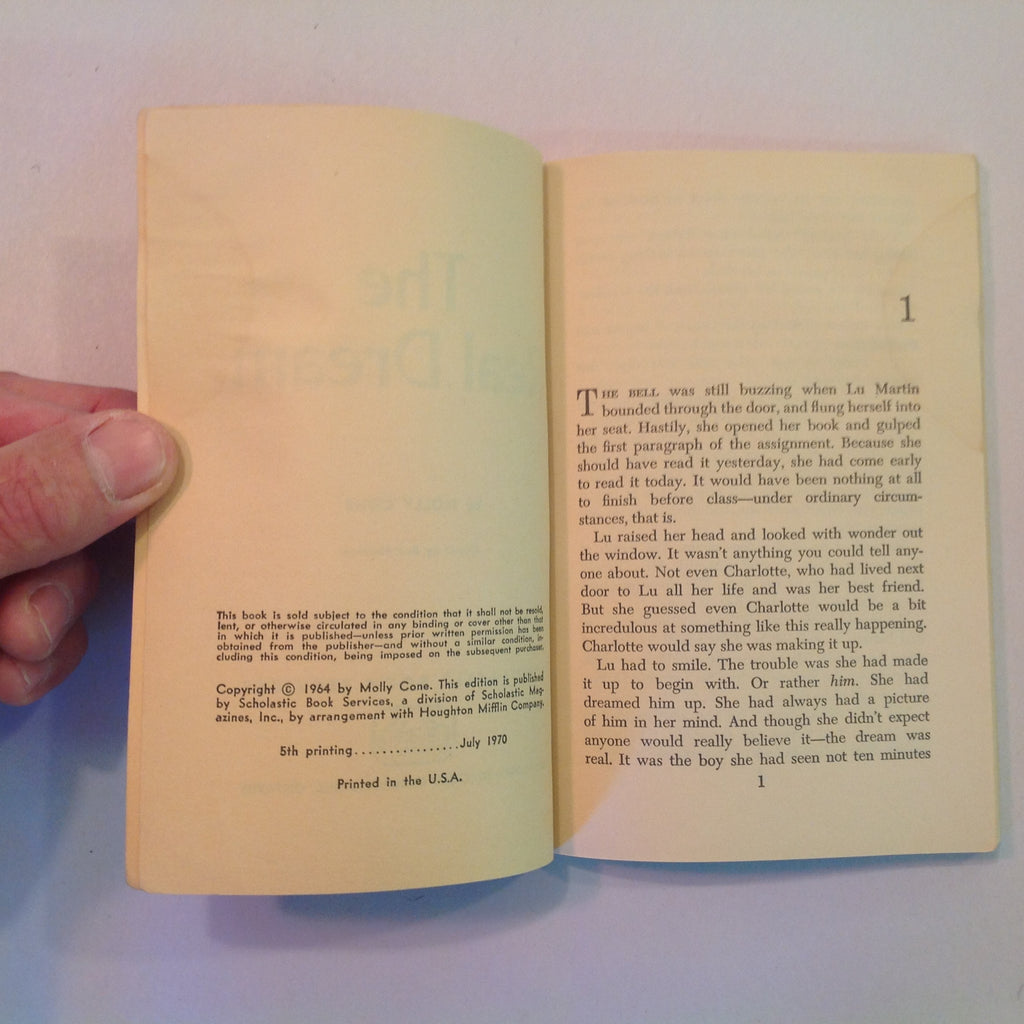 This book is sold subject to the condition that it shall not be resold,
lent, or otherwise circulated in any binding or cover other than that
in which it is published—unless prior written permission has been
obtained from the publisher—and without a similar condition, in-
cluding this condition, being imposed on the subsequent purchaser.
Copyright © 1964 by Molly Cone. This edition is published
by Scholastic Book Services, a division of Scholastic Mag-
azines, Inc., by arrangement with Houghton Mifflin Company.
5th printing................July 1970
Printed in the U.S.A.
1
THE BELL was still buzzing when Lu Martin
bounded through the door, and flung herself into
her seat. Hastily, she opened her book and gulped
the first paragraph of the assignment. Because she
should have read it yesterday, she had come early
to read it today. It would have been nothing at all
to finish before class—under ordinary circum-
stances, that is.
Lu raised her head and looked with wonder out
the window. It wasn't anything you could tell any-
one about. Not even Charlotte, who had lived next
door to Lu all her life and was her best friend.
But she guessed even Charlotte would be a bit
incredulous at something like this really happening.
Charlotte would say she was making it up.
Lu had to smile. The trouble was she had made
it up to begin with. Or rather him. She had
dreamed him up. She had always had a picture
of him in her mind. And though she didn't expect
anyone would really believe it—the dream was
real. It was the boy she had seen not ten minutes
1